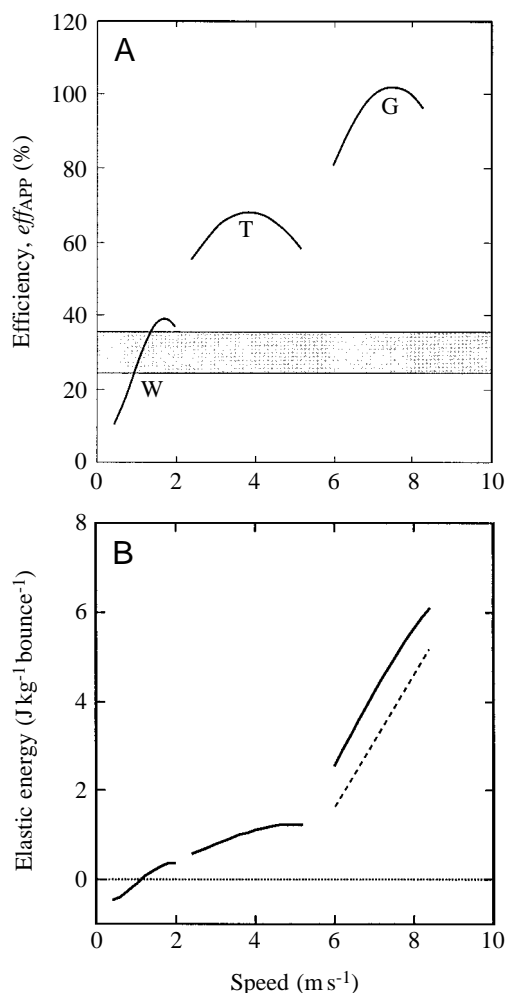 120
A
100
G
80
T
60
40
W
20
0
0 2 4 6 8 10
Efficiency, effAPP (%)
8
B
6
4
2
0
0 2 4 6 8 10
Elastic energy (J kg-1 bounce-1)
Speed (m s-1)